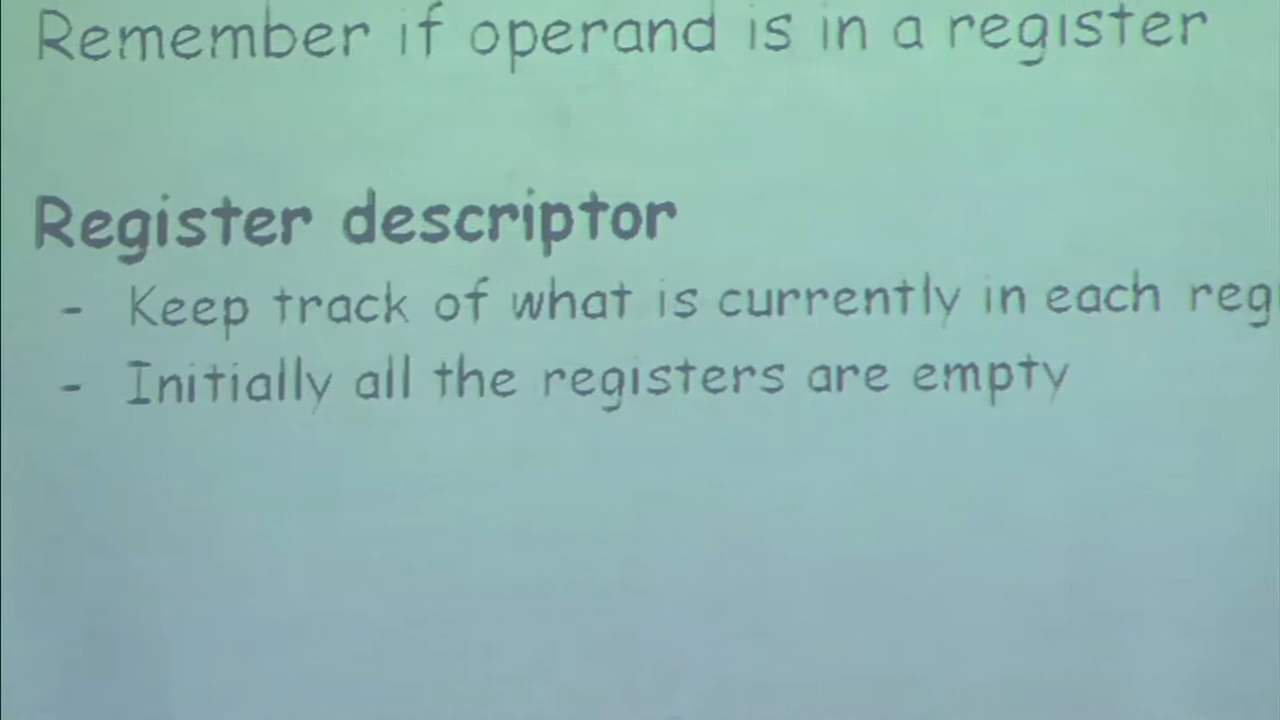 Remember if operand is in a register
Register descriptor
- Keep track of what is currently in each reg
- Initially all the registers are empty